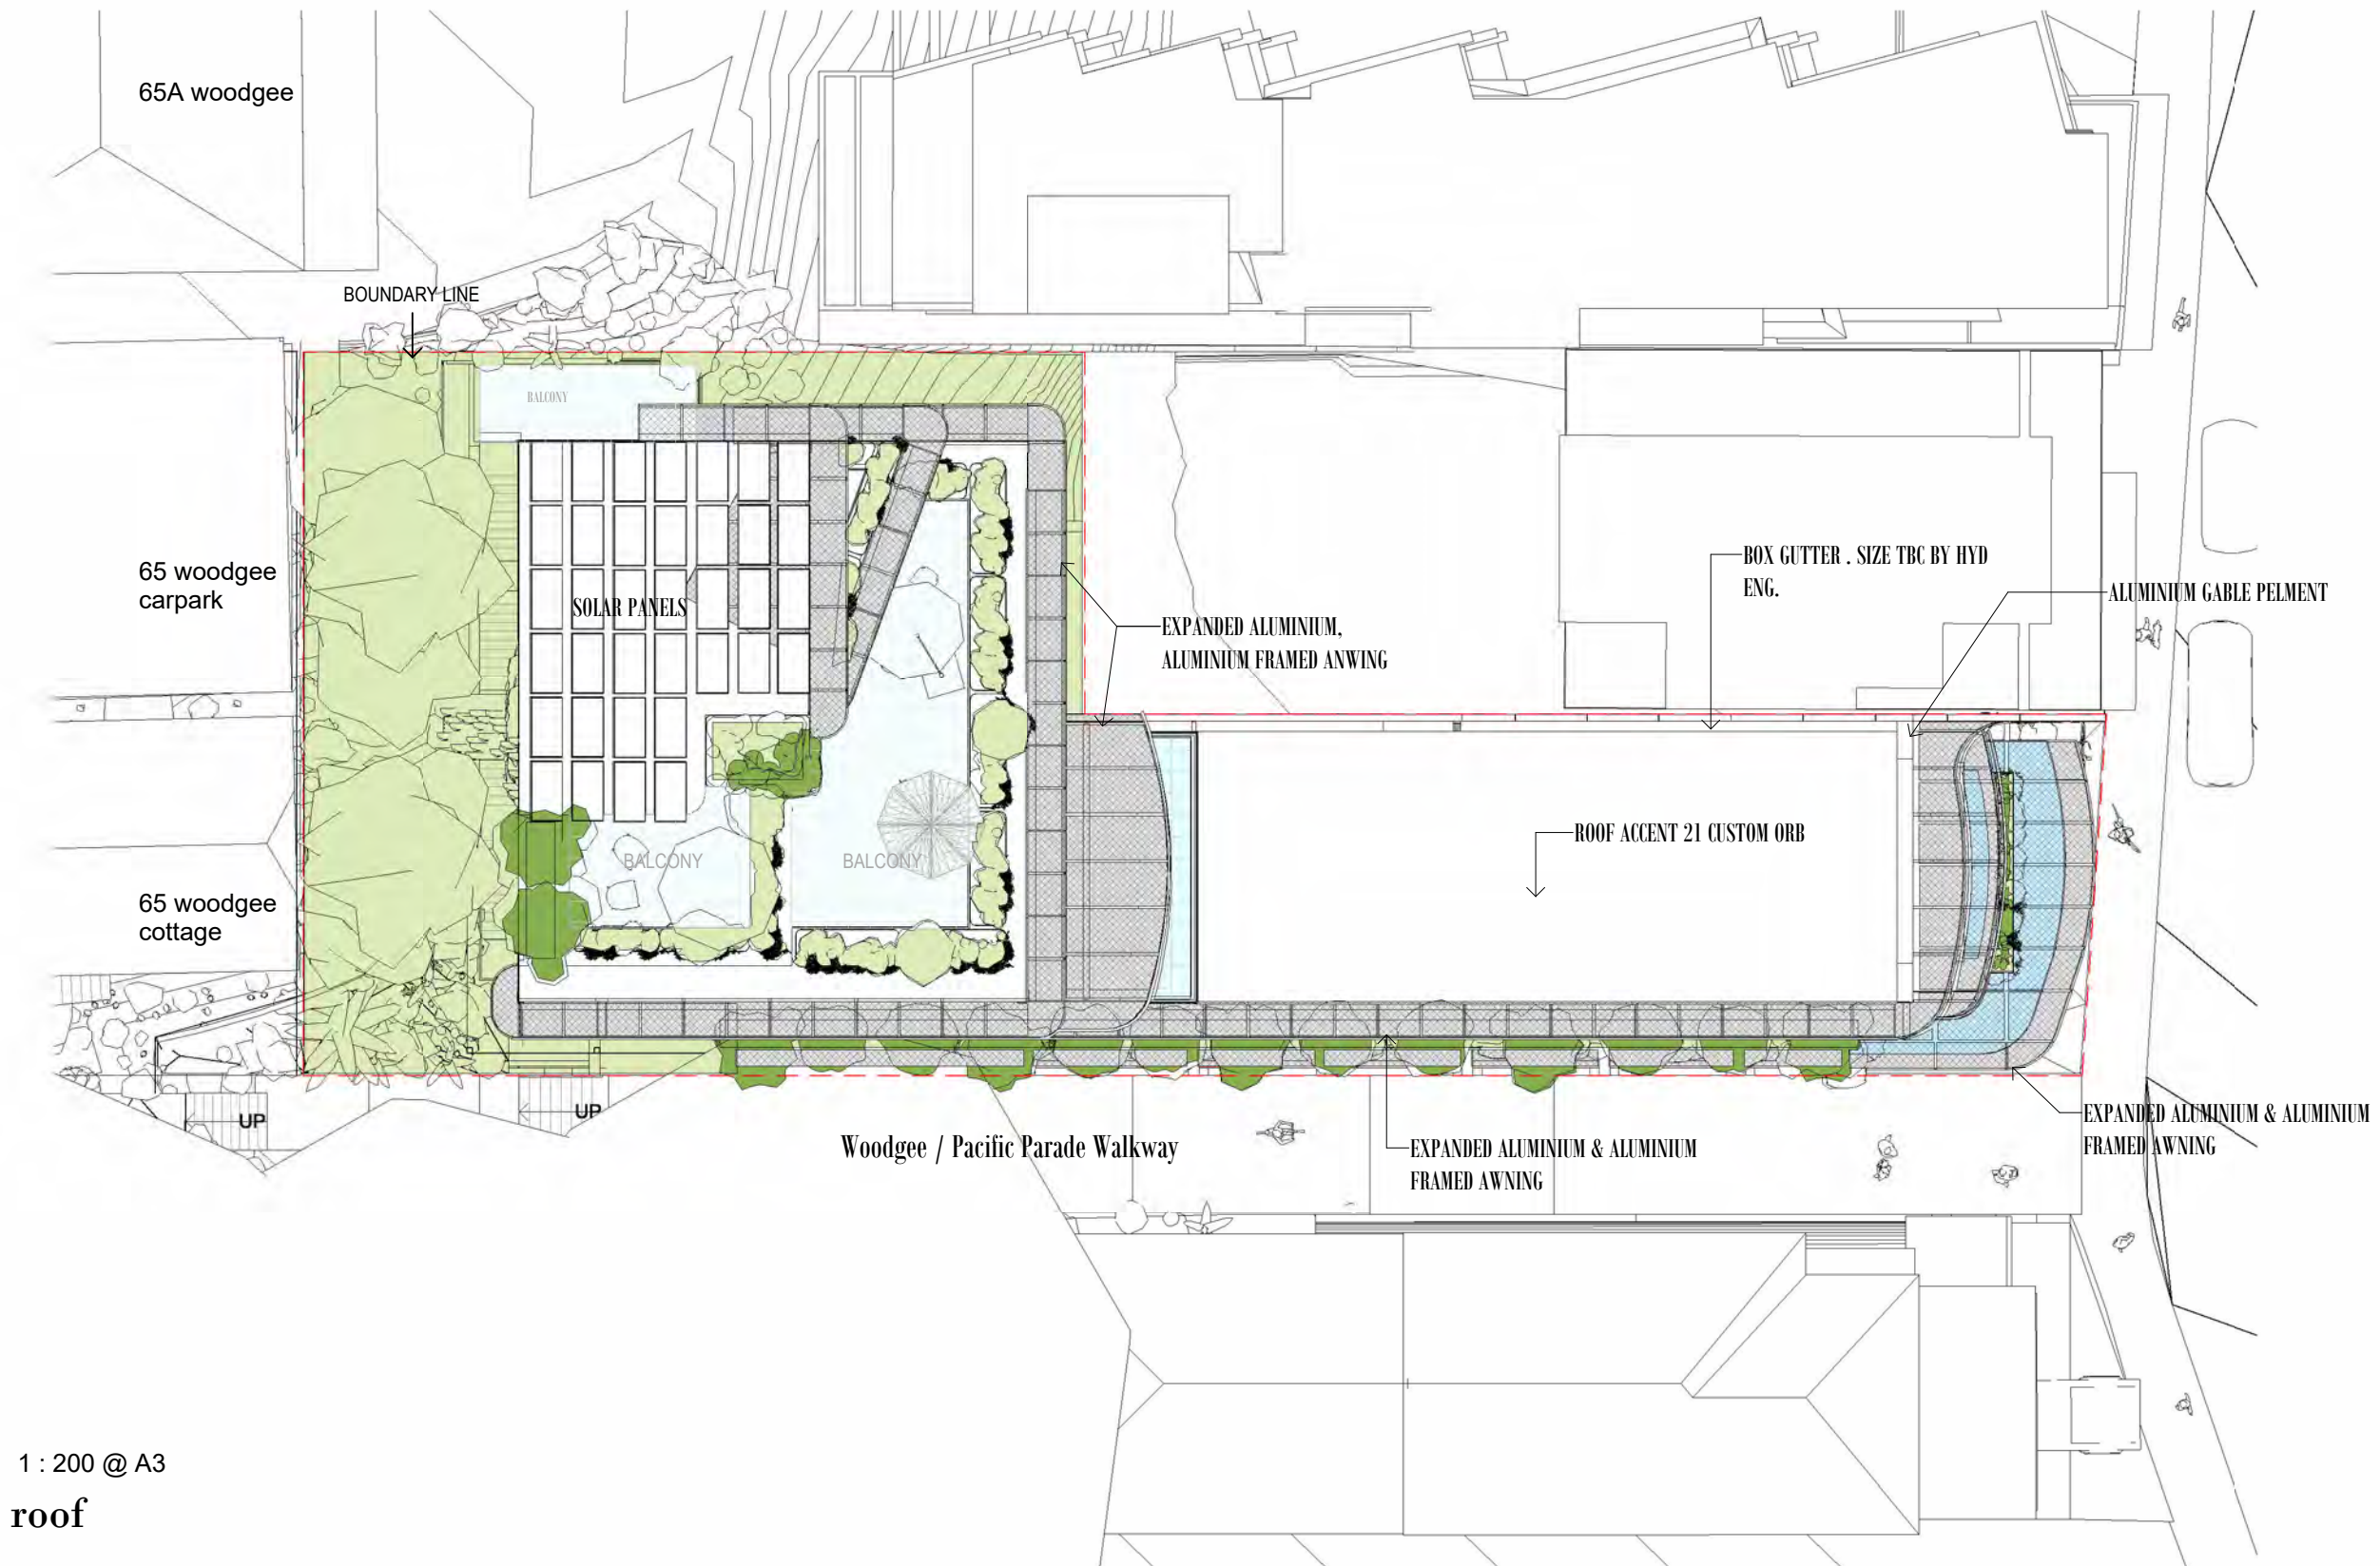 65A woodgee
BOUNDARY LINE
BALCONY
BOX GUTTER . SIZE TBC BY HYD
ENG.
65 woodgee
carpark
SOLAR PANELS
ALUMINIUM GABLE PELMENT
EXPANDED ALUMINIUM,
ALUMINIUM FRAMED ANWING
ROOF ACCENT 21 CUSTOM ORB
BALCONY
BALCONY
65 woodgee
cottage
UP
UP
Woodgee / Pacific Parade Walkway
EXPANDED ALUMINIUM & ALUMINIUM
FRAMED AWNING
EXPANDED ALUMINIUM & ALUMINIUM
FRAMED AWNING
1 : 200 @ A3
roof